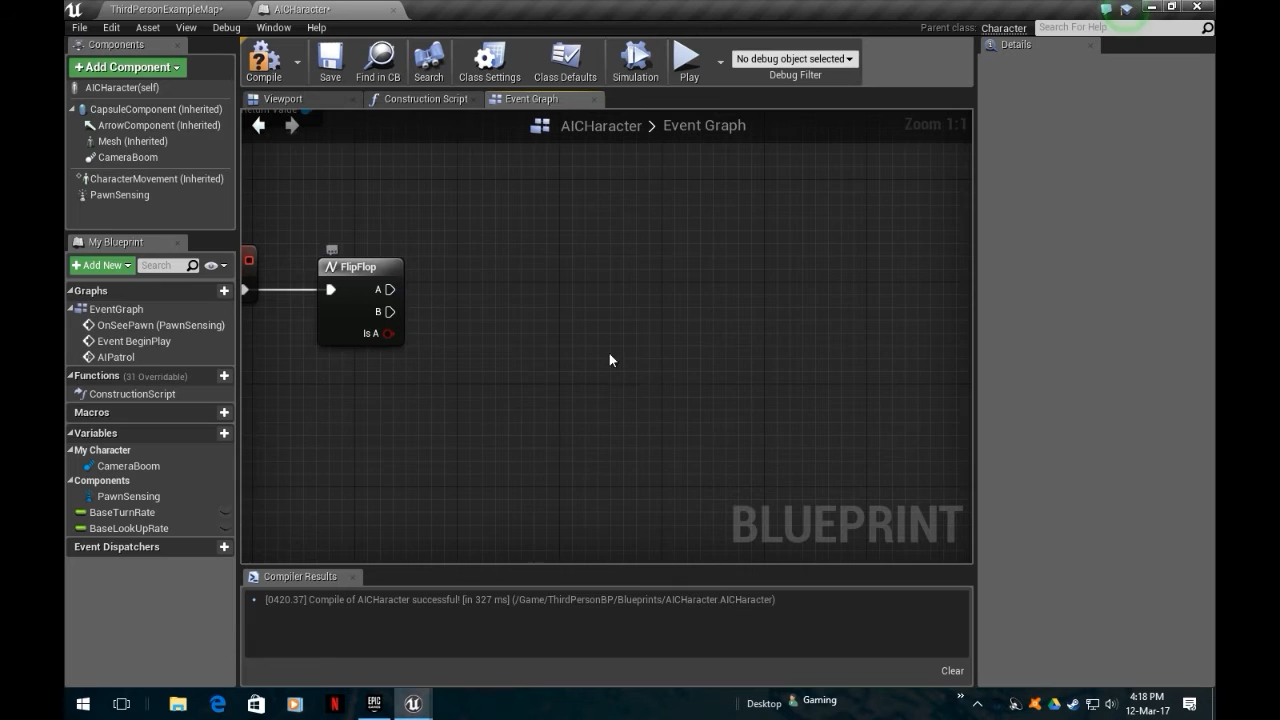 ThirdPersonExampleMap*
AICHaracter*
File Edit Asset View Debug Window Help
Parent class: Character
Search For Help
Components
+ Add Component
AICHaracter(self)
CapsuleComponent (Inherited)
ArrowComponent (Inherited)
Mesh (Inherited)
CameraBoom
CharacterMovement (Inherited)
PawnSensing
My Blueprint
+ Add New
Search
Graphs
EventGraph
OnSeePawn (PawnSensing)
Event BeginPlay
AIPatrol
Functions (31 Overridable)
ConstructionScript
Macros
Variables
My Character
CameraBoom
Components
PawnSensing
BaseTurnRate
BaseLookUpRate
Event Dispatchers
Compile
Save
Find in CB
Search
Class Settings
Class Defaults
Simulation
Play
No debug object selected
Debug Filter
Viewport
Construction Script
Event Graph
AICHaracter > Event Graph
Zoom 1:1
FlipFlop
A
B
Is A
BLUEPRINT
Compiler Results
[0420.37] Compile of AICHaracter successful! [in 327 ms] (/Game/ThirdPersonBP/Blueprints/AICHaracter.AICHaracter)
Clear
Details
EPIC GAMES
Desktop
Gaming
4:18 PM
12-Mar-17